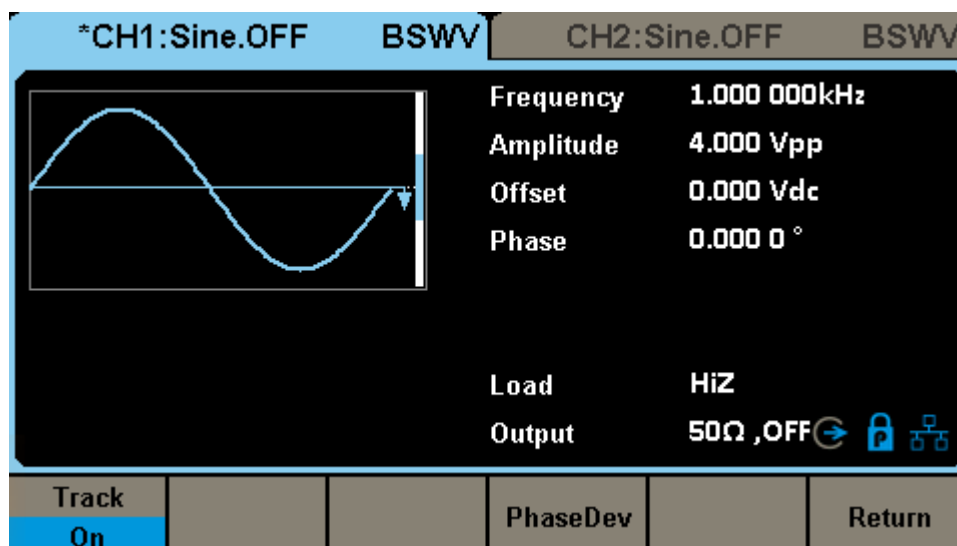 *CH1:Sine.OFF BSWV CH2:Sine.OFF BSWV
Frequency 1.000 000kHz
Amplitude 4.000 Vpp
Offset 0.000 Vdc
Phase 0.000 0 °
Load HiZ
Output 50Ω ,OFF P
Track
On
PhaseDev
Return